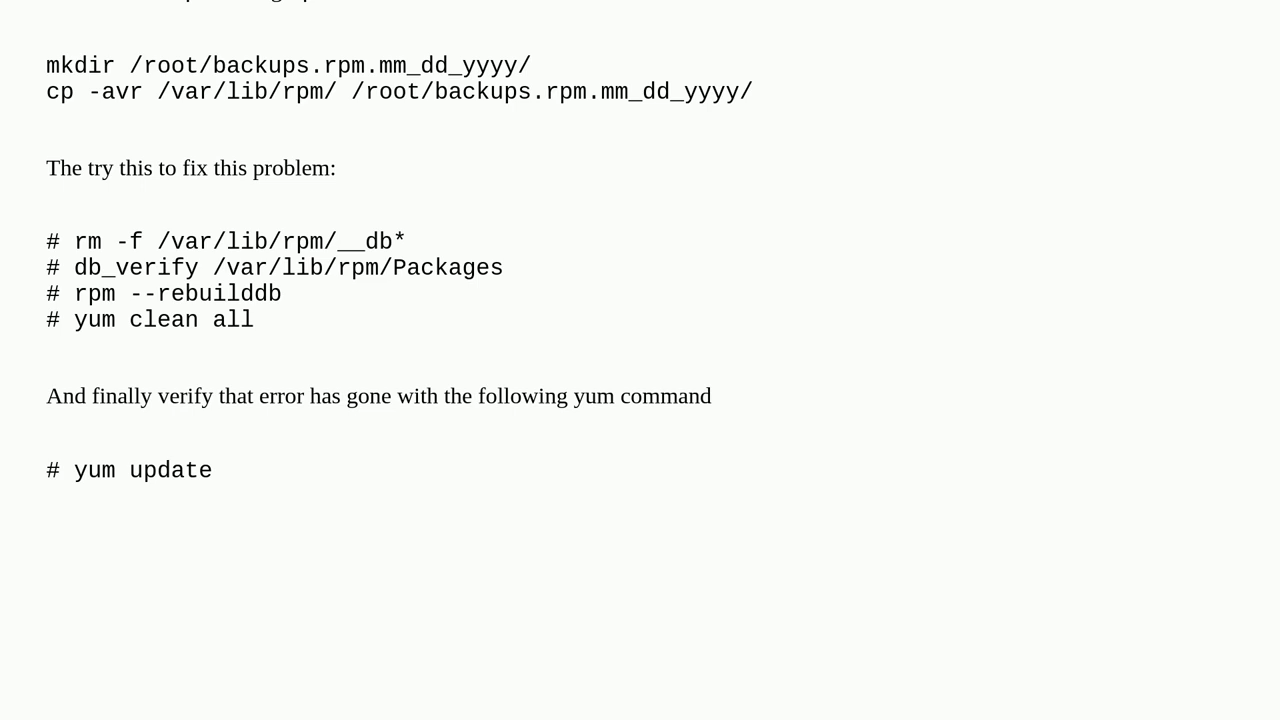 mkdir /root/backups.rpm.mm_dd_yyyy/
cp -avr /var/lib/rpm/ /root/backups.rpm.mm_dd_yyyy/
The try this to fix this problem:
# rm -f /var/lib/rpm/__db*
# db_verify /var/lib/rpm/Packages
# rpm --rebuilddb
# yum clean all
And finally verify that error has gone with the following yum command
# yum update